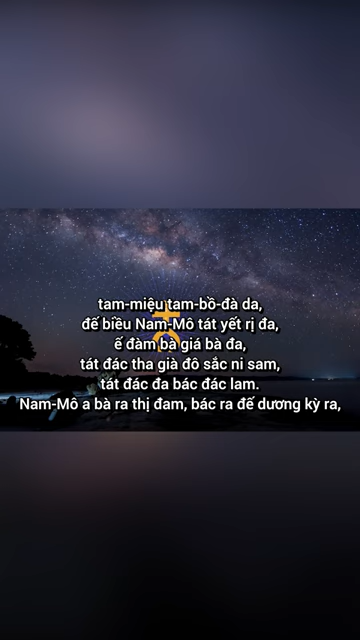 tam-miệu tam-bồ-đà da,
đế biều Nam-Mô tát yết rị đa,
ế đàm bà giá bà đa,
tát đác tha già đô sắc ni sam,
tát đác đa bác đác lam.
Nam-Mô a bà ra thị đam, bác ra đế dương kỳ ra,